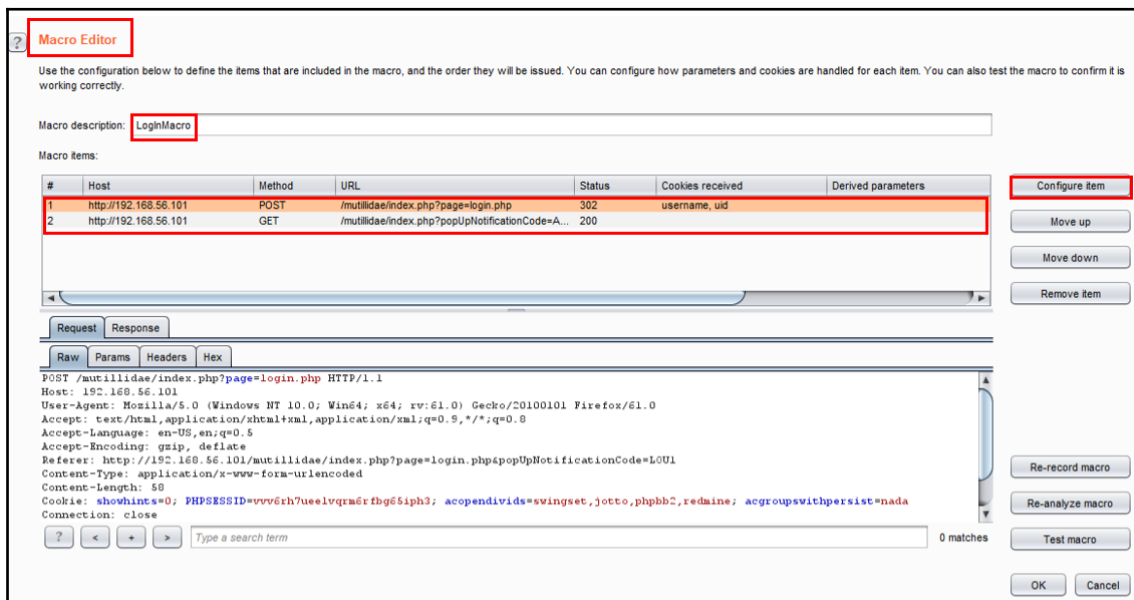 ?
Macro Editor
Use the configuration below to define the items that are included in the macro, and the order they will be issued. You can configure how parameters and cookies are handled for each item. You can also test the macro to confirm it is
working correctly.
Macro description: LogInMacro
Macro items:
# Host Method URL Status Cookies received Derived parameters
1 http://192.168.56.101 POST /mutillidae/index.php?page=login.php 302 username, uid
2 http://192.168.56.101 GET /mutillidae/index.php?popUpNotificationCode=A... 200
Configure item
Move up
Move down
Remove item
Request Response
Raw Params Headers Hex
POST /mutillidae/index.php?page=login.php HTTP/1.1
Host: 192.168.56.101
User-Agent: Mozilla/5.0 (Windows NT 10.0; Win64; x64; rv:61.0) Gecko/20100101 Firefox/61.0
Accept: text/html,application/xhtml+xml,application/xml;q=0.9,*/*;q=0.8
Accept-Language: en-US,en;q=0.5
Accept-Encoding: gzip, deflate
Referer: http://192.168.56.101/mutillidae/index.php?page=login.php&popUpNotificationCode=LOU1
Content-Type: application/x-www-form-urlencoded
Content-Length: 58
Cookie: showhints=0; PHPSESSID=vvv6rh7ueelvqrm6rfbg65iph3; acopendivids=swingset,jotto,phpbb2,redmine; acgroupswithpersist=nada
Connection: close
? < + > Type a search term 0 matches
Re-record macro
Re-analyze macro
Test macro
OK Cancel